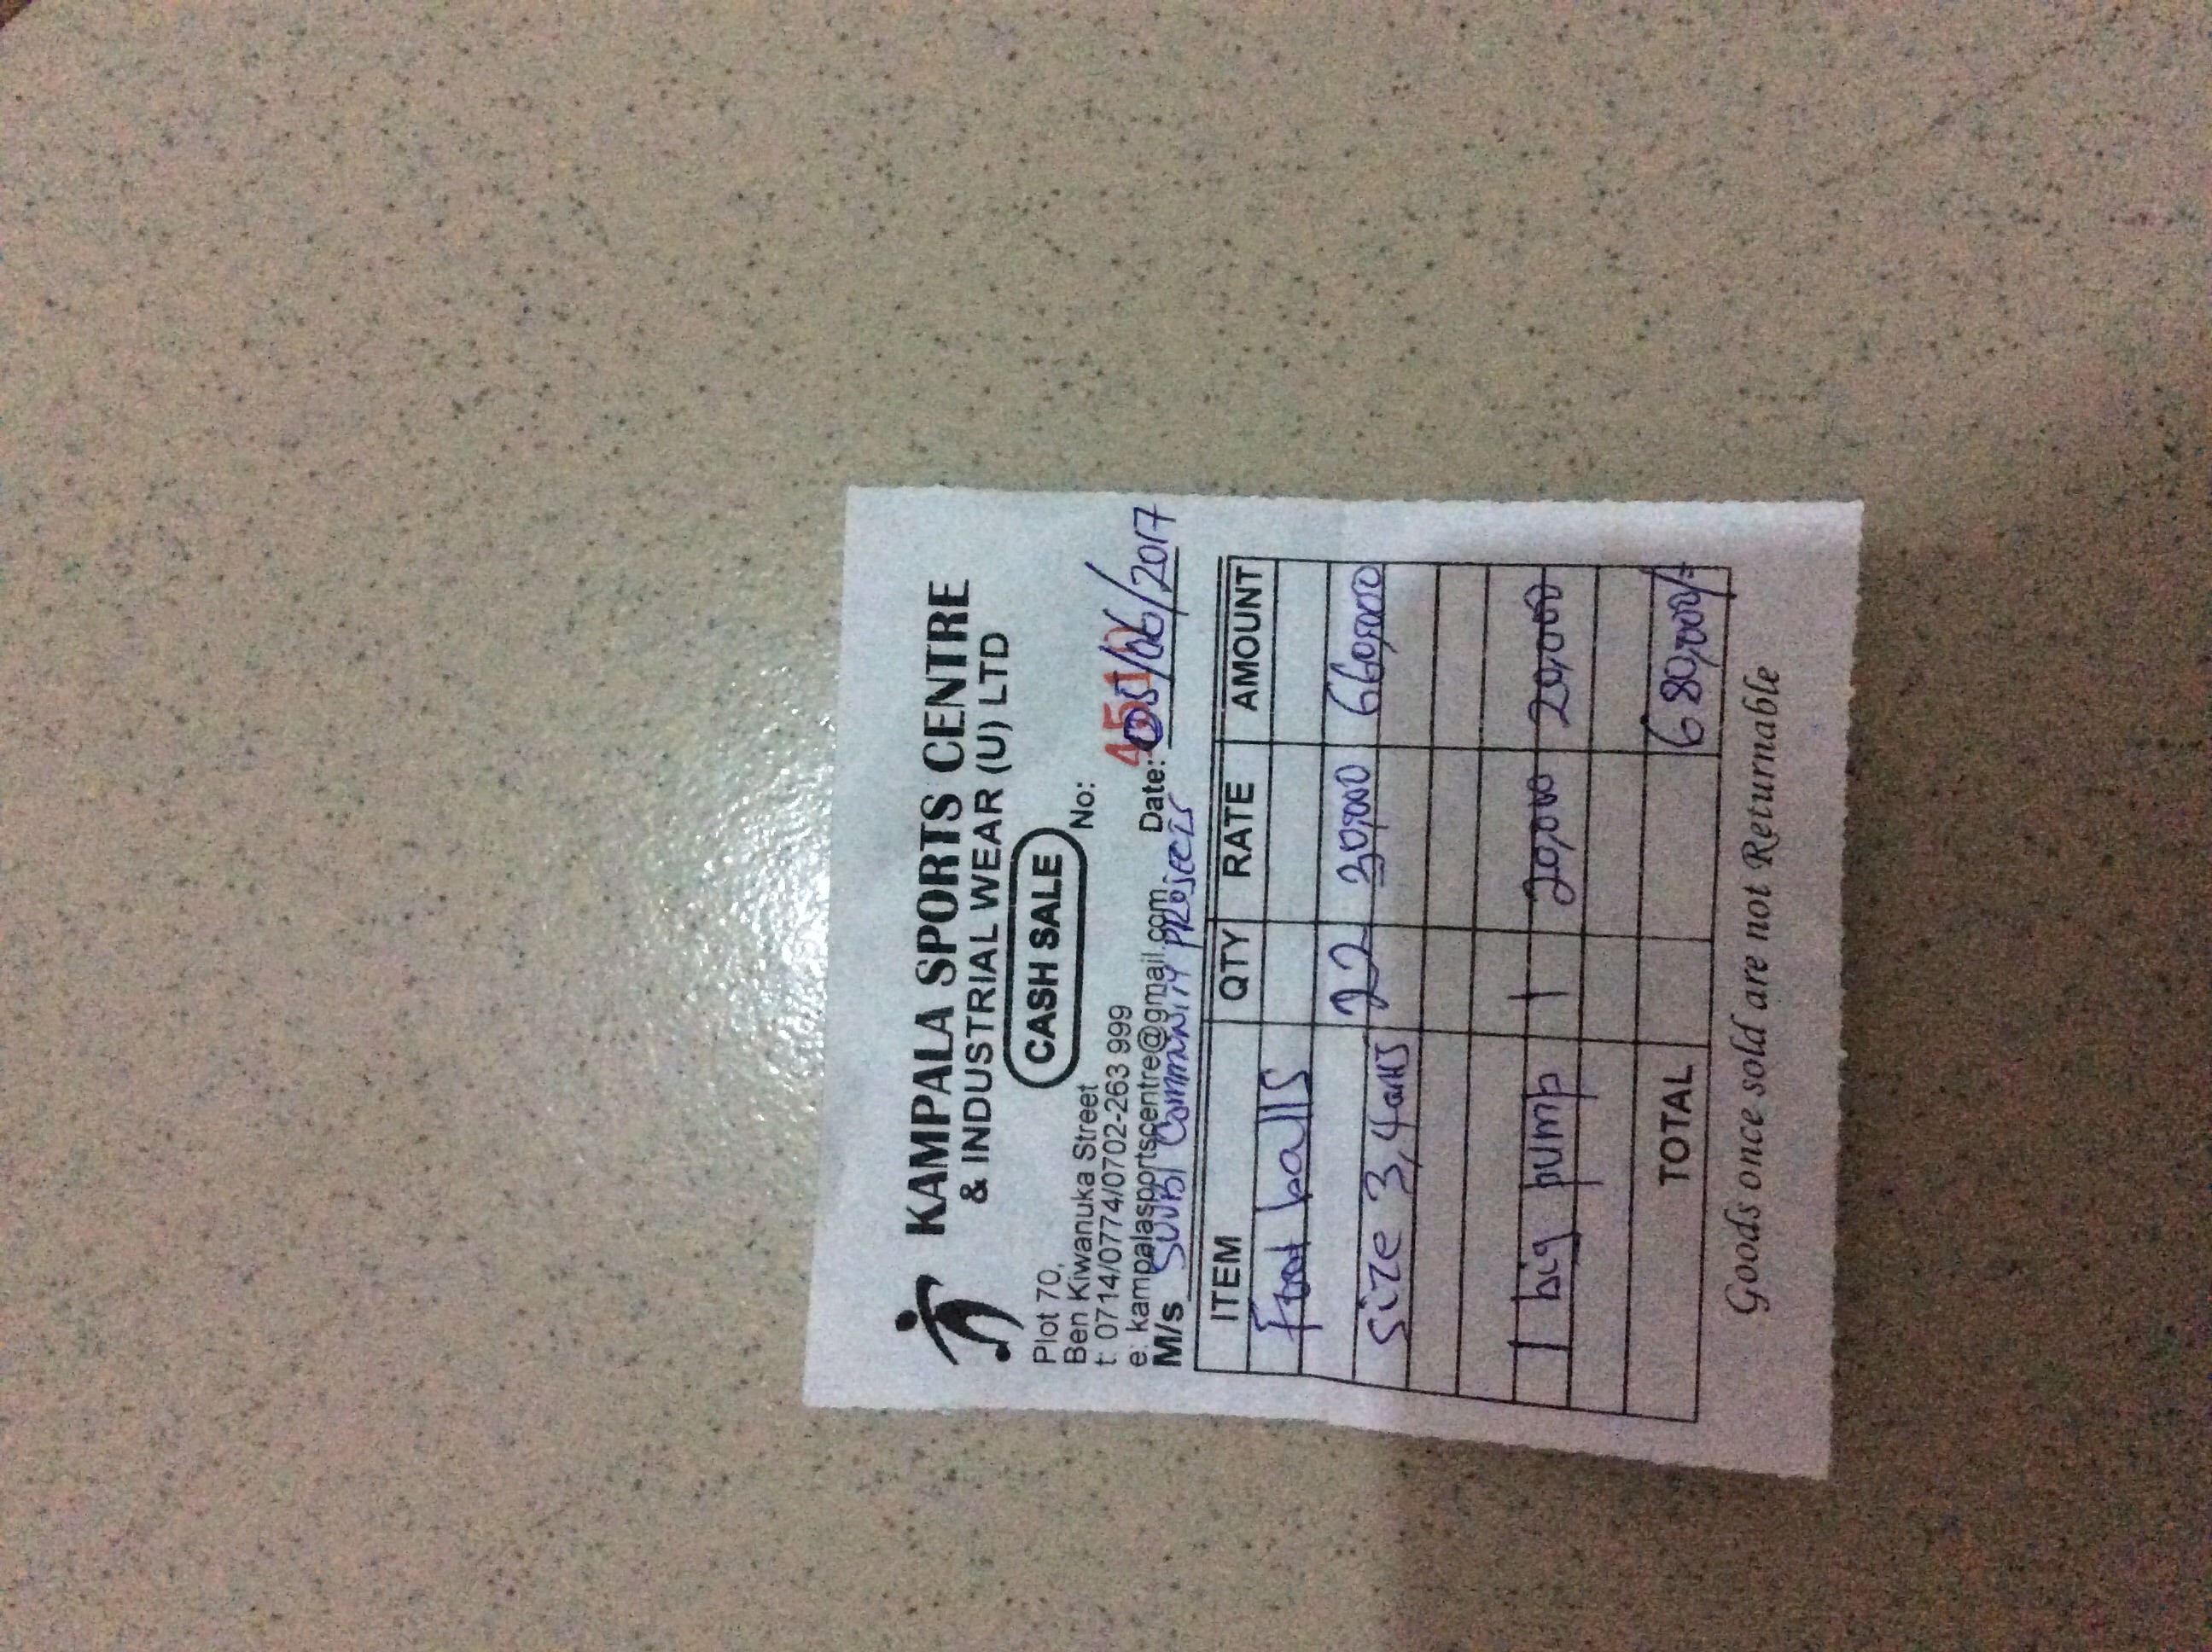 KAMPALA SPORTS CENTRE
& INDUSTRIAL WEAR (U) LTD
CASH SALE
Plot 70,
Ben Kiwanuka Street No:
t: 0714/0774/0702-263 999
e: kampalasportscentre@gmail.com Date: 05/06/2017
M/s SUUBI COMMUNITY PROJECTS
ITEM QTY RATE AMOUNT
Foot balls
Size 3,4 22 30,000 660,000
1 big pump 1 20,000 20,000
TOTAL 680,000/=
Goods once sold are not Returnable